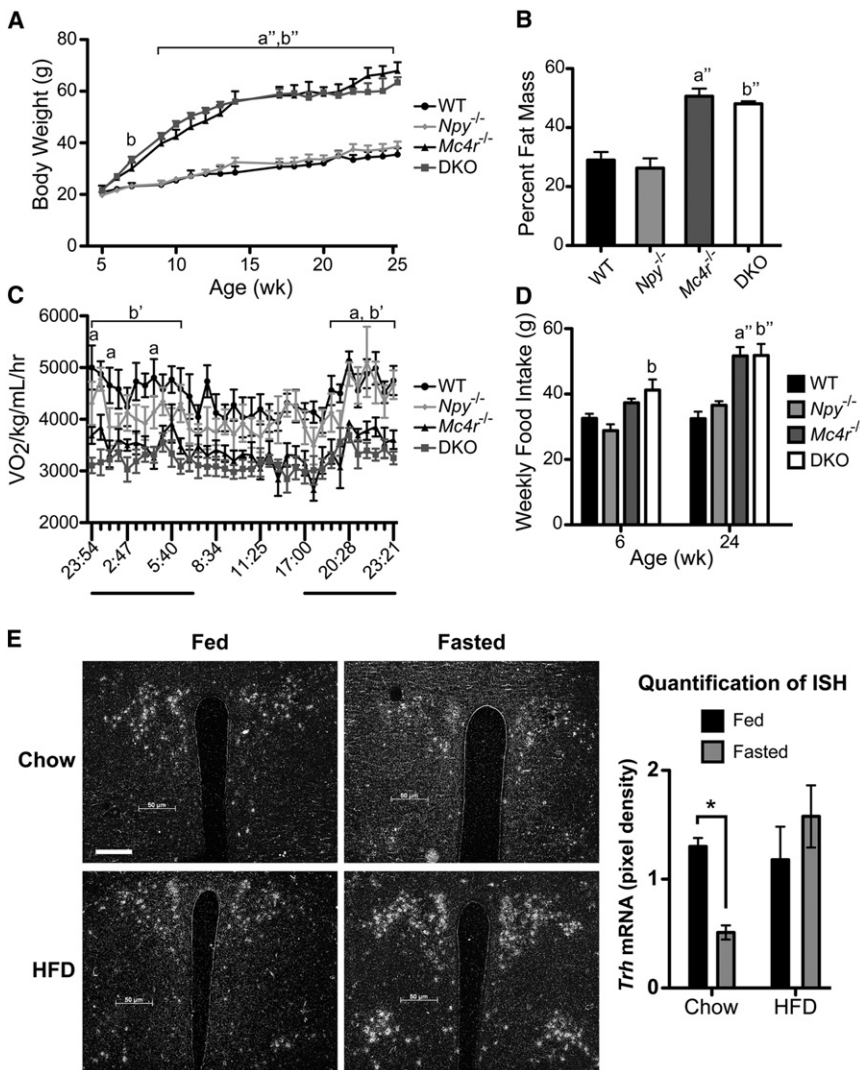 A
Body Weight (g)
80
60
40
20
0
b
a'',b''
5
10
15
20
25
Age (wk)
WT
Npy-/-
Mc4r-/-
DKO
B
Percent Fat Mass
60
40
20
0
a''
b''
WT
Npy-/-
Mc4r-/-
DKO
C
VO2/kg/mL/hr
6000
5000
4000
3000
2000
b'
a, b'
a
a
a
23:54
2:47
5:40
8:34
11:25
17:00
20:28
23:21
WT
Npy-/-
Mc4r-/-
DKO
D
Weekly Food Intake (g)
60
40
20
0
b
a''
b''
6
24
Age (wk)
WT
Npy-/-
Mc4r-/
DKO
E
Fed
Fasted
Chow
HFD
50 µm
50 µm
50 µm
50 µm
Quantification of ISH
Fed
Fasted
Trh mRNA (pixel density)
2
1
0
*
Chow
HFD